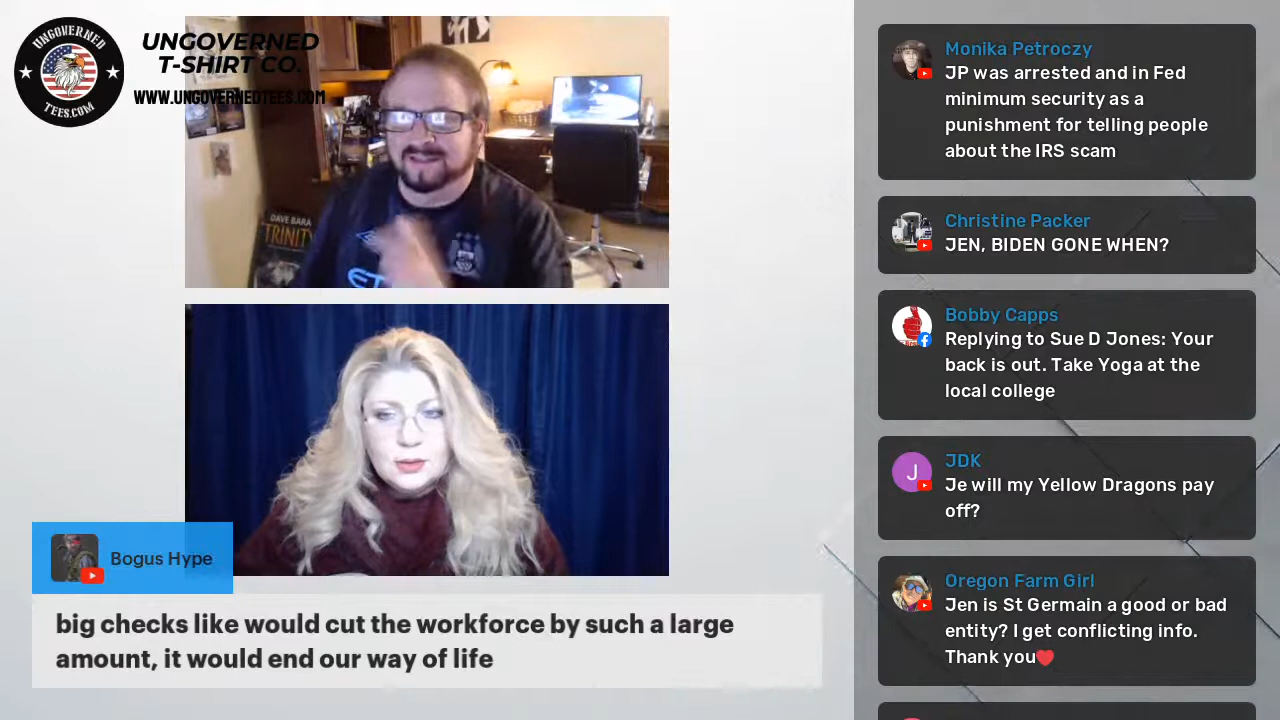 UNGOVERNED
TEES.COM
UNGOVERNED
T-SHIRT CO.
WWW.UNGOVERNEDTEES.COM
DAVE BARA
TRINITY
Bogus Hype
big checks like would cut the workforce by such a large
amount, it would end our way of life
Monika Petroczy
JP was arrested and in Fed
minimum security as a
punishment for telling people
about the IRS scam
Christine Packer
JEN, BIDEN GONE WHEN?
Bobby Capps
Replying to Sue D Jones: Your
back is out. Take Yoga at the
local college
J
JDK
Je will my Yellow Dragons pay
off?
Oregon Farm Girl
Jen is St Germain a good or bad
entity? I get conflicting info.
Thank you❤️